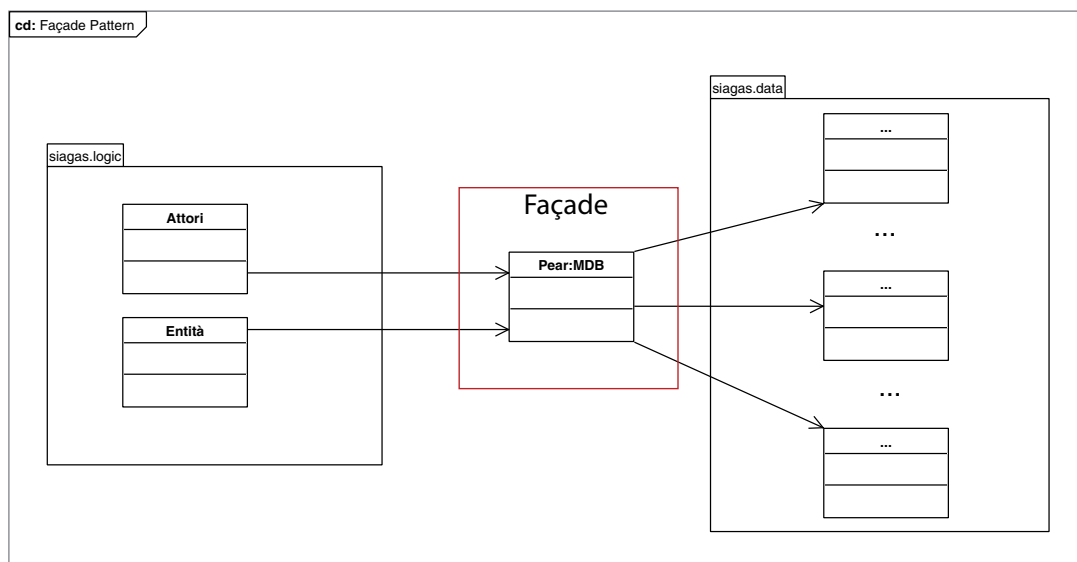 cd: Façade Pattern
siagas.logic
Attori
Entità
Façade
Pear:MDB
siagas.data
...
...
...
...
...